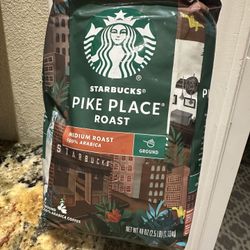 STARBUCKS®
PIKE PLACE®
ROAST
MEDIUM ROAST
100% ARABICA
GROUND
STARBUCKS